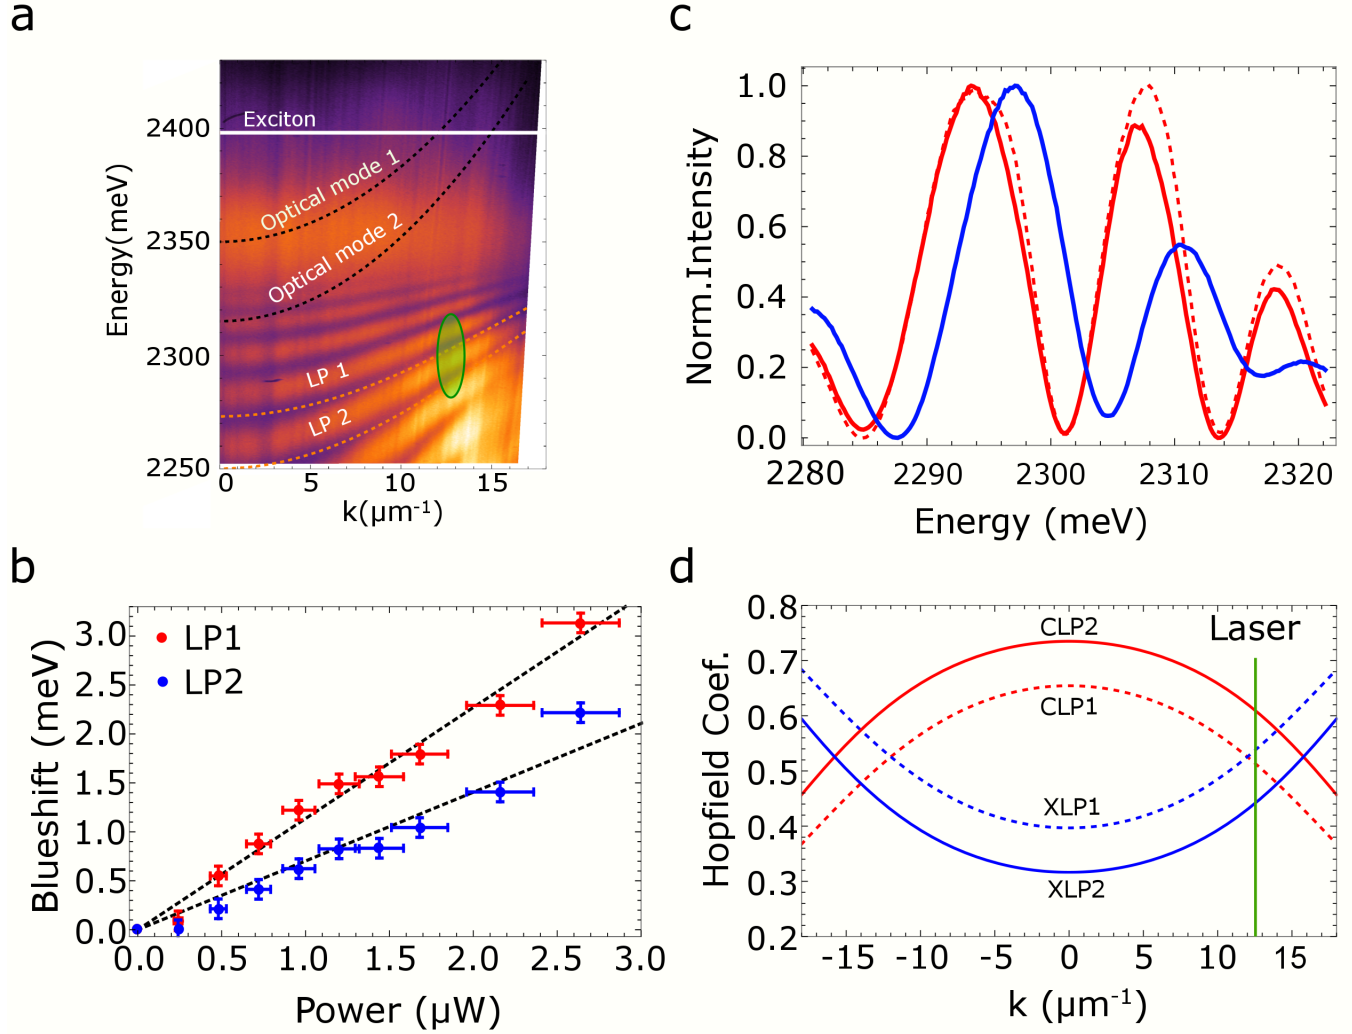 a
Energy(meV)
2400
2350
2300
2250
Exciton
Optical mode 1
Optical mode 2
LP 1
LP 2
0
5
10
15
k(µm⁻¹)
c
Norm.Intensity
1.0
0.8
0.6
0.4
0.2
0.0
2280
2290
2300
2310
2320
Energy (meV)
b
Blueshift (meV)
3.0
2.5
2.0
1.5
1.0
0.5
0.0
LP1
LP2
0.0
0.5
1.0
1.5
2.0
2.5
3.0
Power (µW)
d
Hopfield Coef.
0.8
0.7
0.6
0.5
0.4
0.3
0.2
CLP2
Laser
CLP1
XLP1
XLP2
-15
-10
-5
0
5
10
15
k (µm⁻¹)